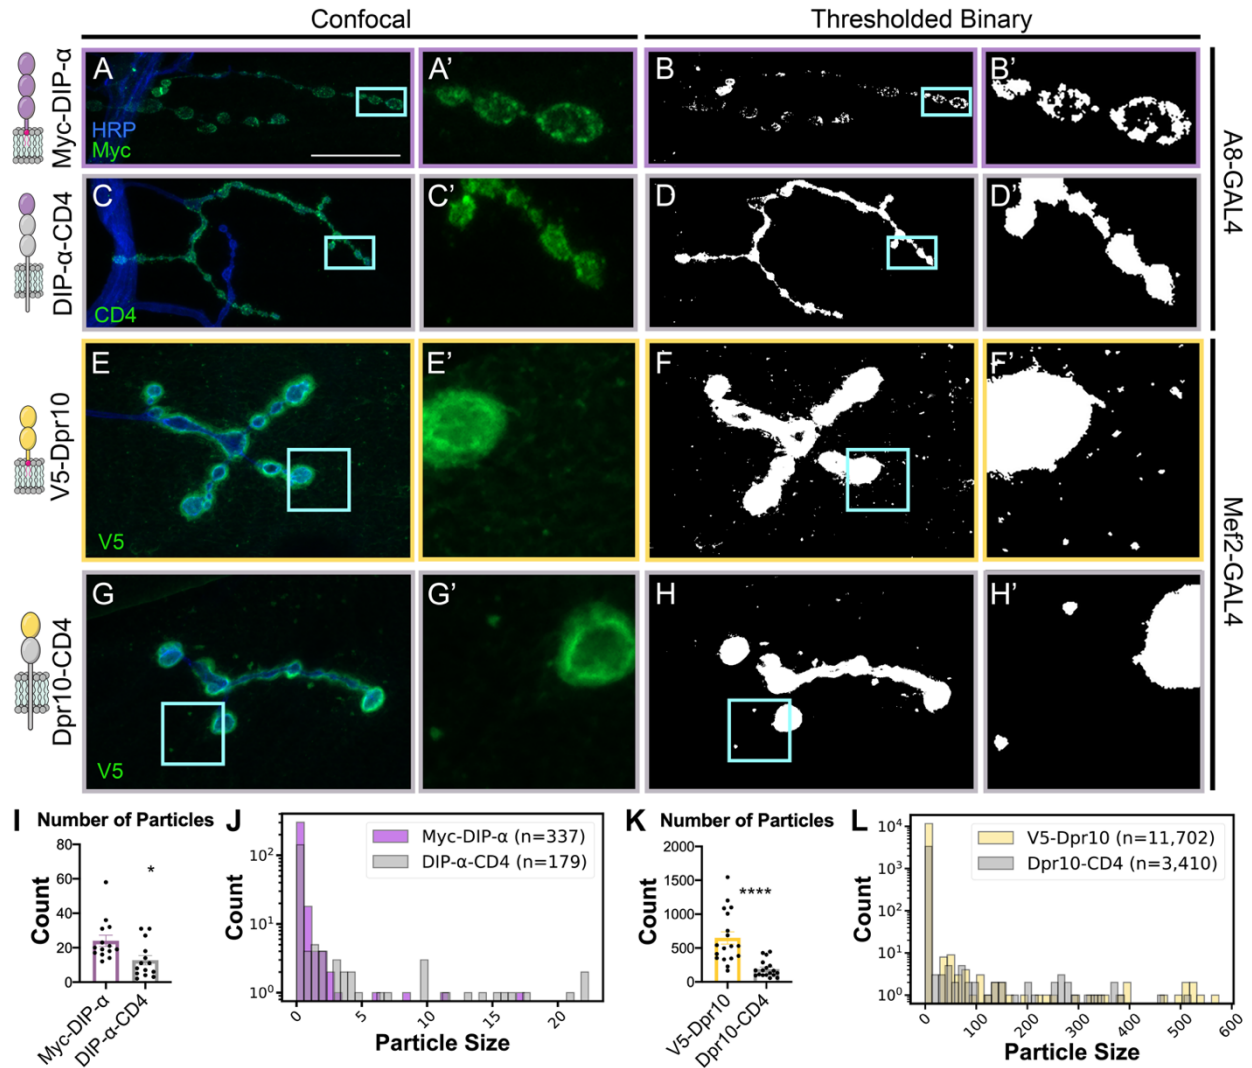 Confocal
Thresholded Binary
Myc-DIP-α
A
HRP
Myc
A’
B
B’
A8-GAL4
DIP-α-CD4
C
CD4
C’
D
D’
V5-Dpr10
E
V5
E’
F
F’
Mef2-GAL4
Dpr10-CD4
G
V5
G’
H
H’
I Number of Particles
Count
80
60
40
20
0
*
Myc-DIP-α
DIP-α-CD4
J
Count
10²
10¹
10⁰
Myc-DIP-α (n=337)
DIP-α-CD4 (n=179)
0 5 10 15 20
Particle Size
K Number of Particles
Count
2000
1500
1000
500
0
****
V5-Dpr10
Dpr10-CD4
L
Count
10⁴
10³
10²
10¹
10⁰
V5-Dpr10 (n=11,702)
Dpr10-CD4 (n=3,410)
0 100 200 300 400 500 600
Particle Size